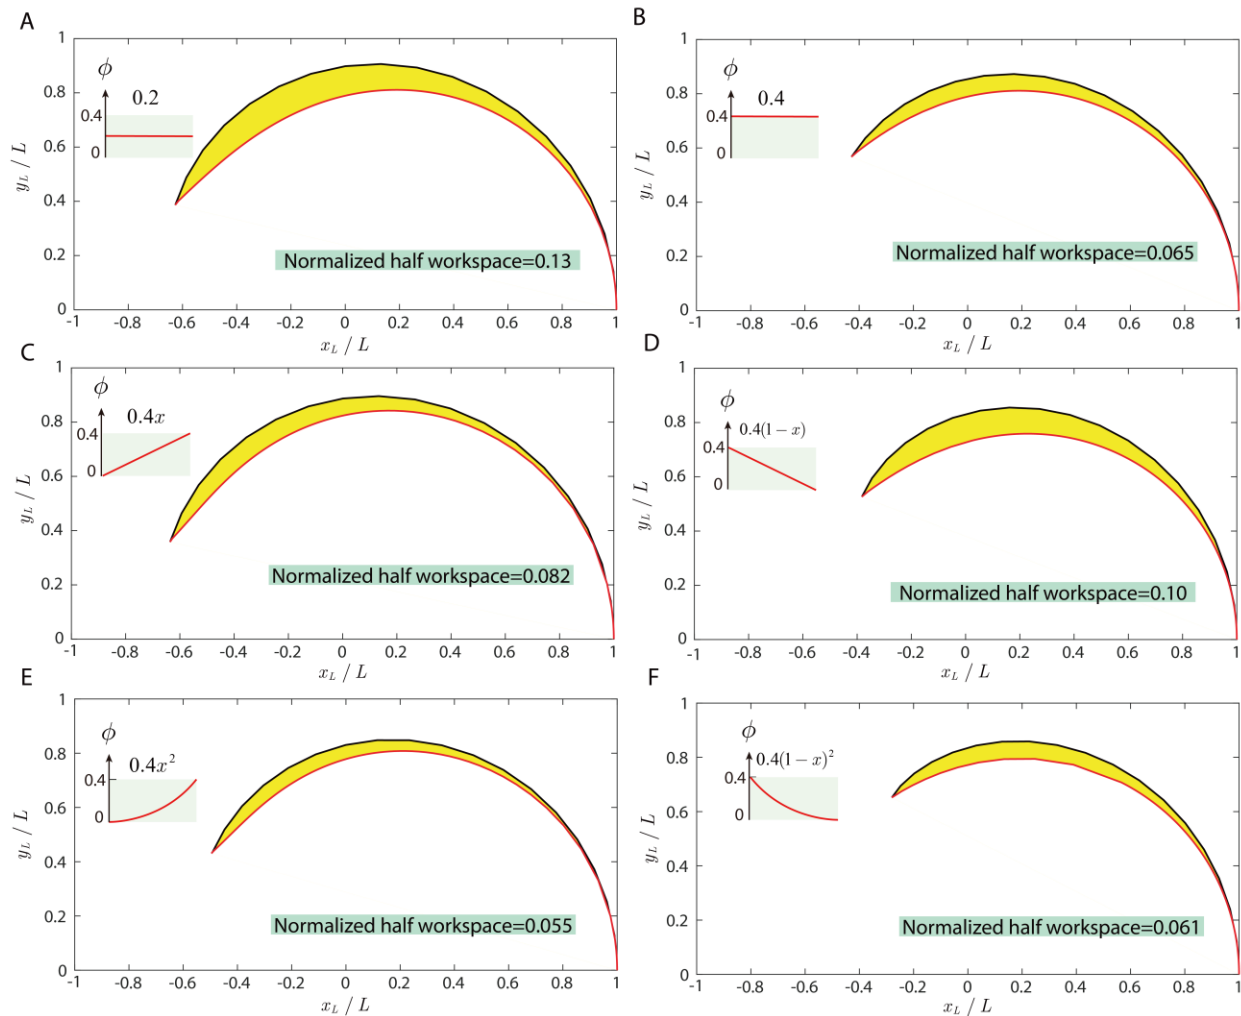 A
1
0.8
0.6
0.4
0.2
0
y_L / L
ϕ
0.2
0.4
0
Normalized half workspace=0.13
-1 -0.8 -0.6 -0.4 -0.2 0 0.2 0.4 0.6 0.8 1
x_L / L
B
1
0.8
0.6
0.4
0.2
0
y_L / L
ϕ
0.4
0.4
0
Normalized half workspace=0.065
-1 -0.8 -0.6 -0.4 -0.2 0 0.2 0.4 0.6 0.8 1
x_L / L
C
1
0.8
0.6
0.4
0.2
0
y_L / L
ϕ
0.4x
0.4
0
Normalized half workspace=0.082
-1 -0.8 -0.6 -0.4 -0.2 0 0.2 0.4 0.6 0.8 1
x_L / L
D
1
0.8
0.6
0.4
0.2
0
y_L / L
ϕ
0.4(1−x)
0.4
0
Normalized half workspace=0.10
-1 -0.8 -0.6 -0.4 -0.2 0 0.2 0.4 0.6 0.8 1
x_L / L
E
1
0.8
0.6
0.4
0.2
0
y_L / L
ϕ
0.4x²
0.4
0
Normalized half workspace=0.055
-1 -0.8 -0.6 -0.4 -0.2 0 0.2 0.4 0.6 0.8 1
x_L / L
F
1
0.8
0.6
0.4
0.2
0
y_L / L
ϕ
0.4(1−x)²
0.4
0
Normalized half workspace=0.061
-1 -0.8 -0.6 -0.4 -0.2 0 0.2 0.4 0.6 0.8 1
x_L / L